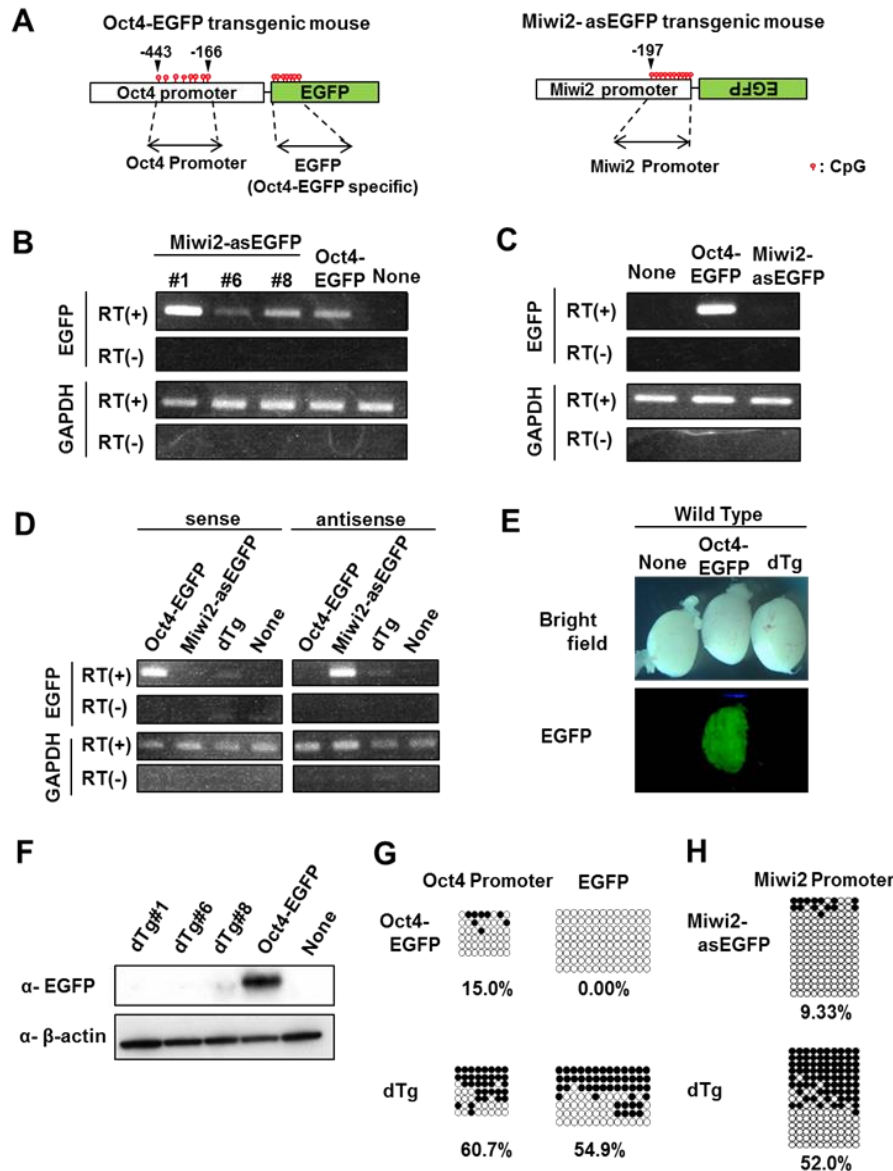 A
Oct4-EGFP transgenic mouse
-443
-166
Oct4 promoter
EGFP
Oct4 Promoter
EGFP
(Oct4-EGFP specific)
Miwi2- asEGFP transgenic mouse
-197
Miwi2 promoter
EGFP
Miwi2 Promoter
: CpG
B
Miwi2-asEGFP
Oct4-
EGFP
None
#1 #6 #8
EGFP
RT(+)
RT(-)
GAPDH
RT(+)
RT(-)
C
None
Oct4-
EGFP
Miwi2-
asEGFP
EGFP
RT(+)
RT(-)
GAPDH
RT(+)
RT(-)
D
sense
antisense
Oct4-EGFP
Miwi2-asEGFP
dTg
None
Oct4-EGFP
Miwi2-asEGFP
dTg
None
EGFP
RT(+)
RT(-)
GAPDH
RT(+)
RT(-)
E
Wild Type
None
Oct4-
EGFP
dTg
Bright
field
EGFP
F
dTg#1
dTg#6
dTg#8
Oct4-EGFP
None
α- EGFP
α- β-actin
G
Oct4 Promoter
EGFP
Oct4-
EGFP
15.0%
0.00%
dTg
60.7%
54.9%
H
Miwi2 Promoter
Miwi2-
asEGFP
9.33%
dTg
52.0%